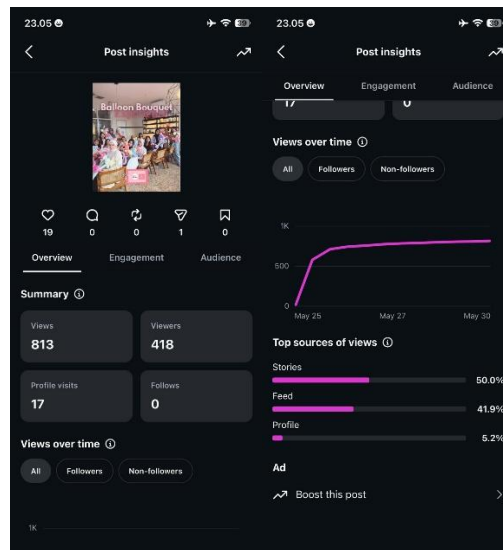 23.05
Post insights
Balloon Bouquet
19 0 0 1 0
Overview Engagement Audience
Summary
Views
813
Viewers
418
Profile visits
17
Follows
0
Views over time
All Followers Non-followers
1K
23.05
Post insights
Overview Engagement Audience
17 0
Views over time
All Followers Non-followers
1K
500
0
May 25 May 27 May 30
Top sources of views
Stories
50.0%
Feed
41.9%
Profile
5.2%
Ad
Boost this post